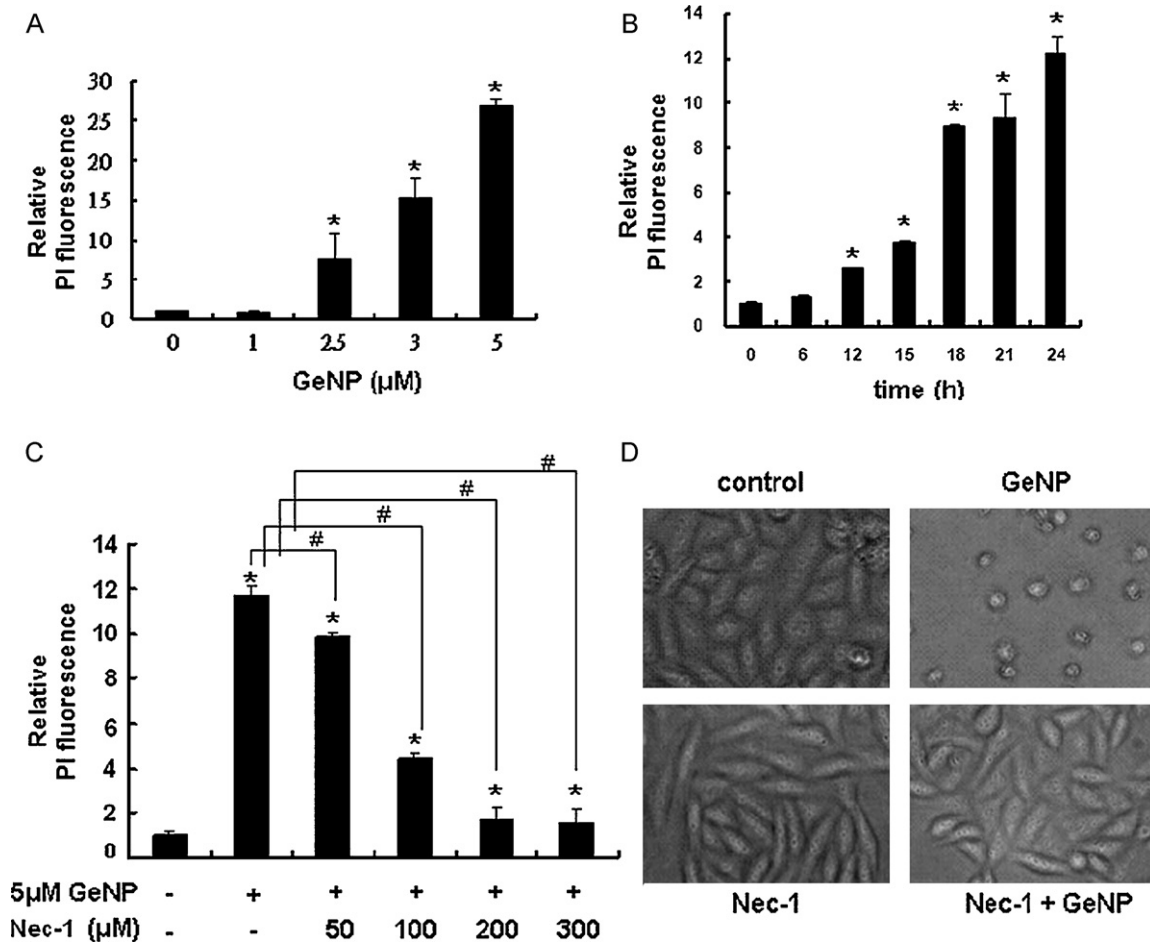 A
Relative
PI fluorescence
30
25
20
15
10
5
0
*
*
*
0 1 2.5 3 5
GeNP (µM)
B
Relative
PI fluorescence
14
12
10
8
6
4
2
0
*
*
*
*
*
0 6 12 15 18 21 24
time (h)
C
Relative
PI fluorescence
14
12
10
8
6
4
2
0
#
#
#
#
*
*
*
*
*
5µM GeNP - + + + + +
Nec-1 (µM) - - 50 100 200 300
D
control GeNP
Nec-1 Nec-1 + GeNP